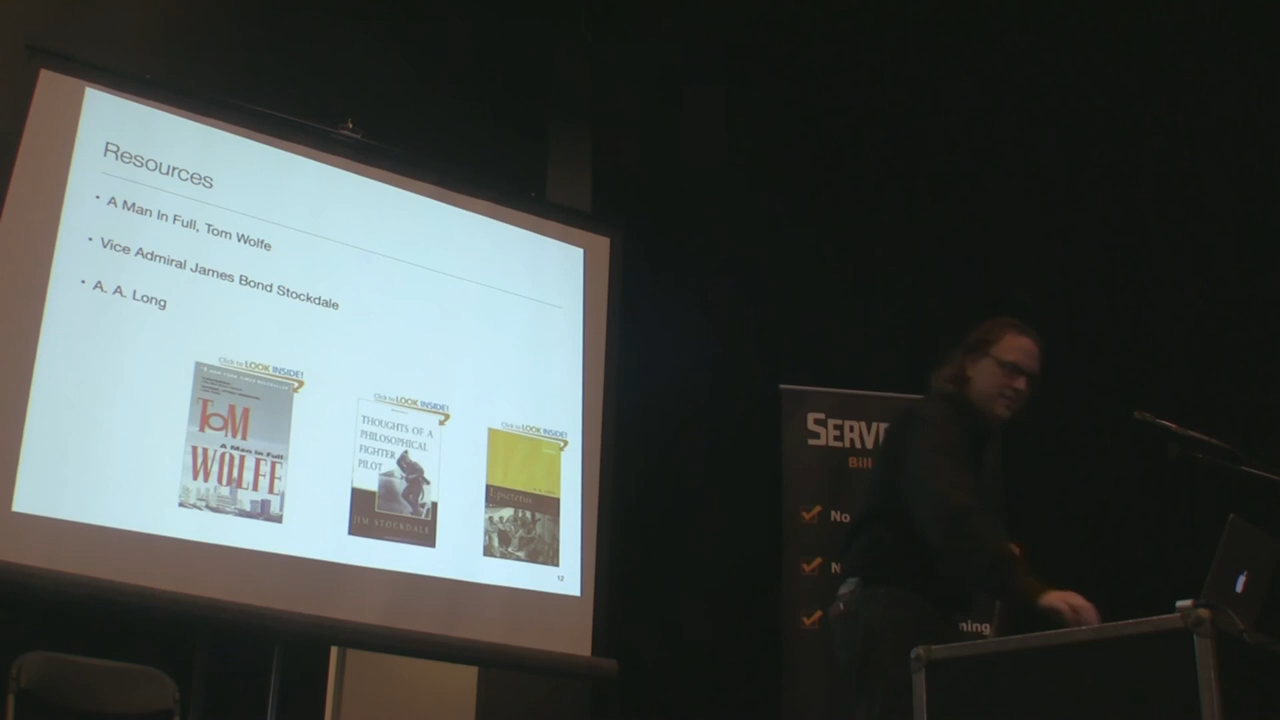 Resources
• A Man In Full, Tom Wolfe
• Vice Admiral James Bond Stockdale
• A. A. Long
Click to LOOK INSIDE!
TOM
A Man in Full
WOLFE
Click to LOOK INSIDE!
THOUGHTS OF A
PHILOSOPHICAL
FIGHTER
PILOT
JIM STOCKDALE
Click to LOOK INSIDE!
Epictetus
12
SERVE
Bill
No
N
ning